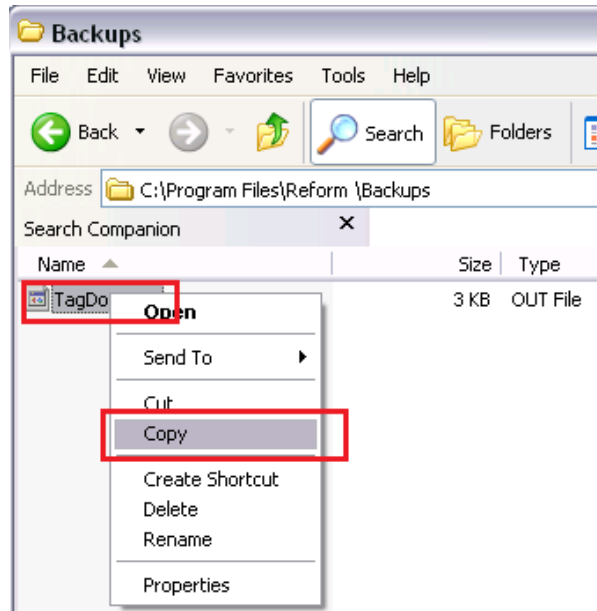 Backups
File Edit View Favorites Tools Help
Back Search Folders
Address C:\Program Files\Reform \Backups
Search Companion X
Name Size Type
TagDo 3 KB OUT File
Open
Send To
Cut
Copy
Create Shortcut
Delete
Rename
Properties